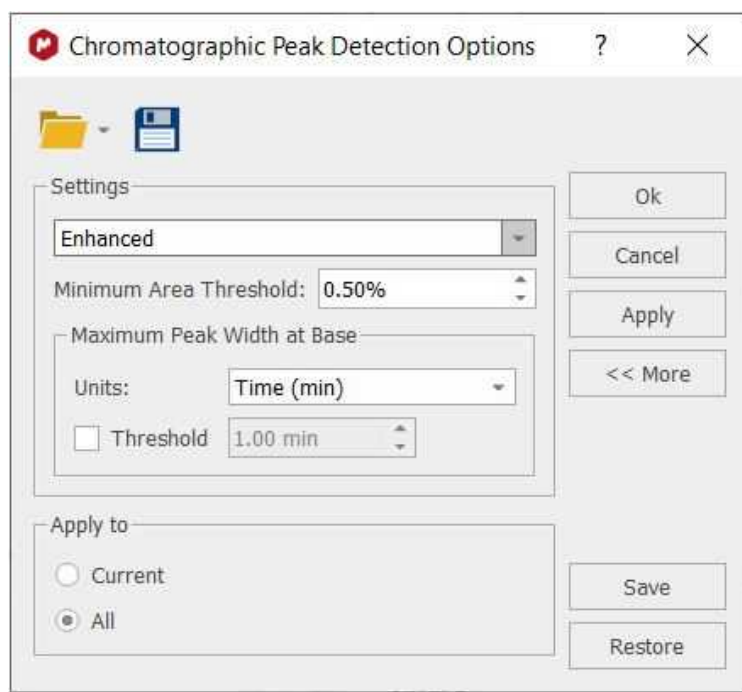 Chromatographic Peak Detection Options ? X
Settings
Enhanced
Minimum Area Threshold: 0.50%
Maximum Peak Width at Base
Units: Time (min)
Threshold 1.00 min
Apply to
Current
All
Ok
Cancel
Apply
<< More
Save
Restore